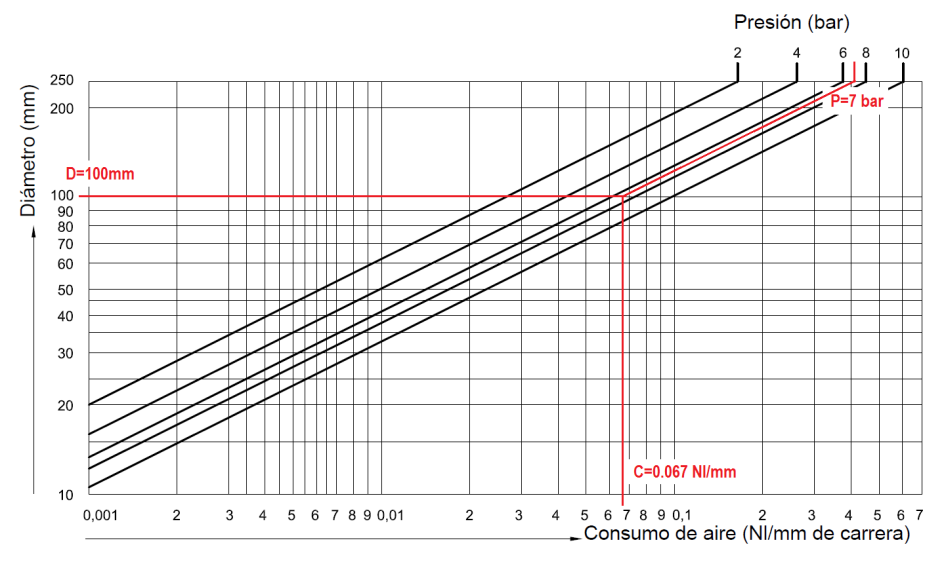 Presión (bar)
2 4 6 8 10
250
P=7 bar
200
D=100mm
100
90
80
70
60
50
40
30
20
10
Diámetro (mm)
C=0.067 Nl/mm
0,001 2 3 4 5 6 7 8 9 0,01 2 3 4 5 6 7 8 9 0,1 2 3 4 5 6 7
Consumo de aire (Nl/mm de carrera)